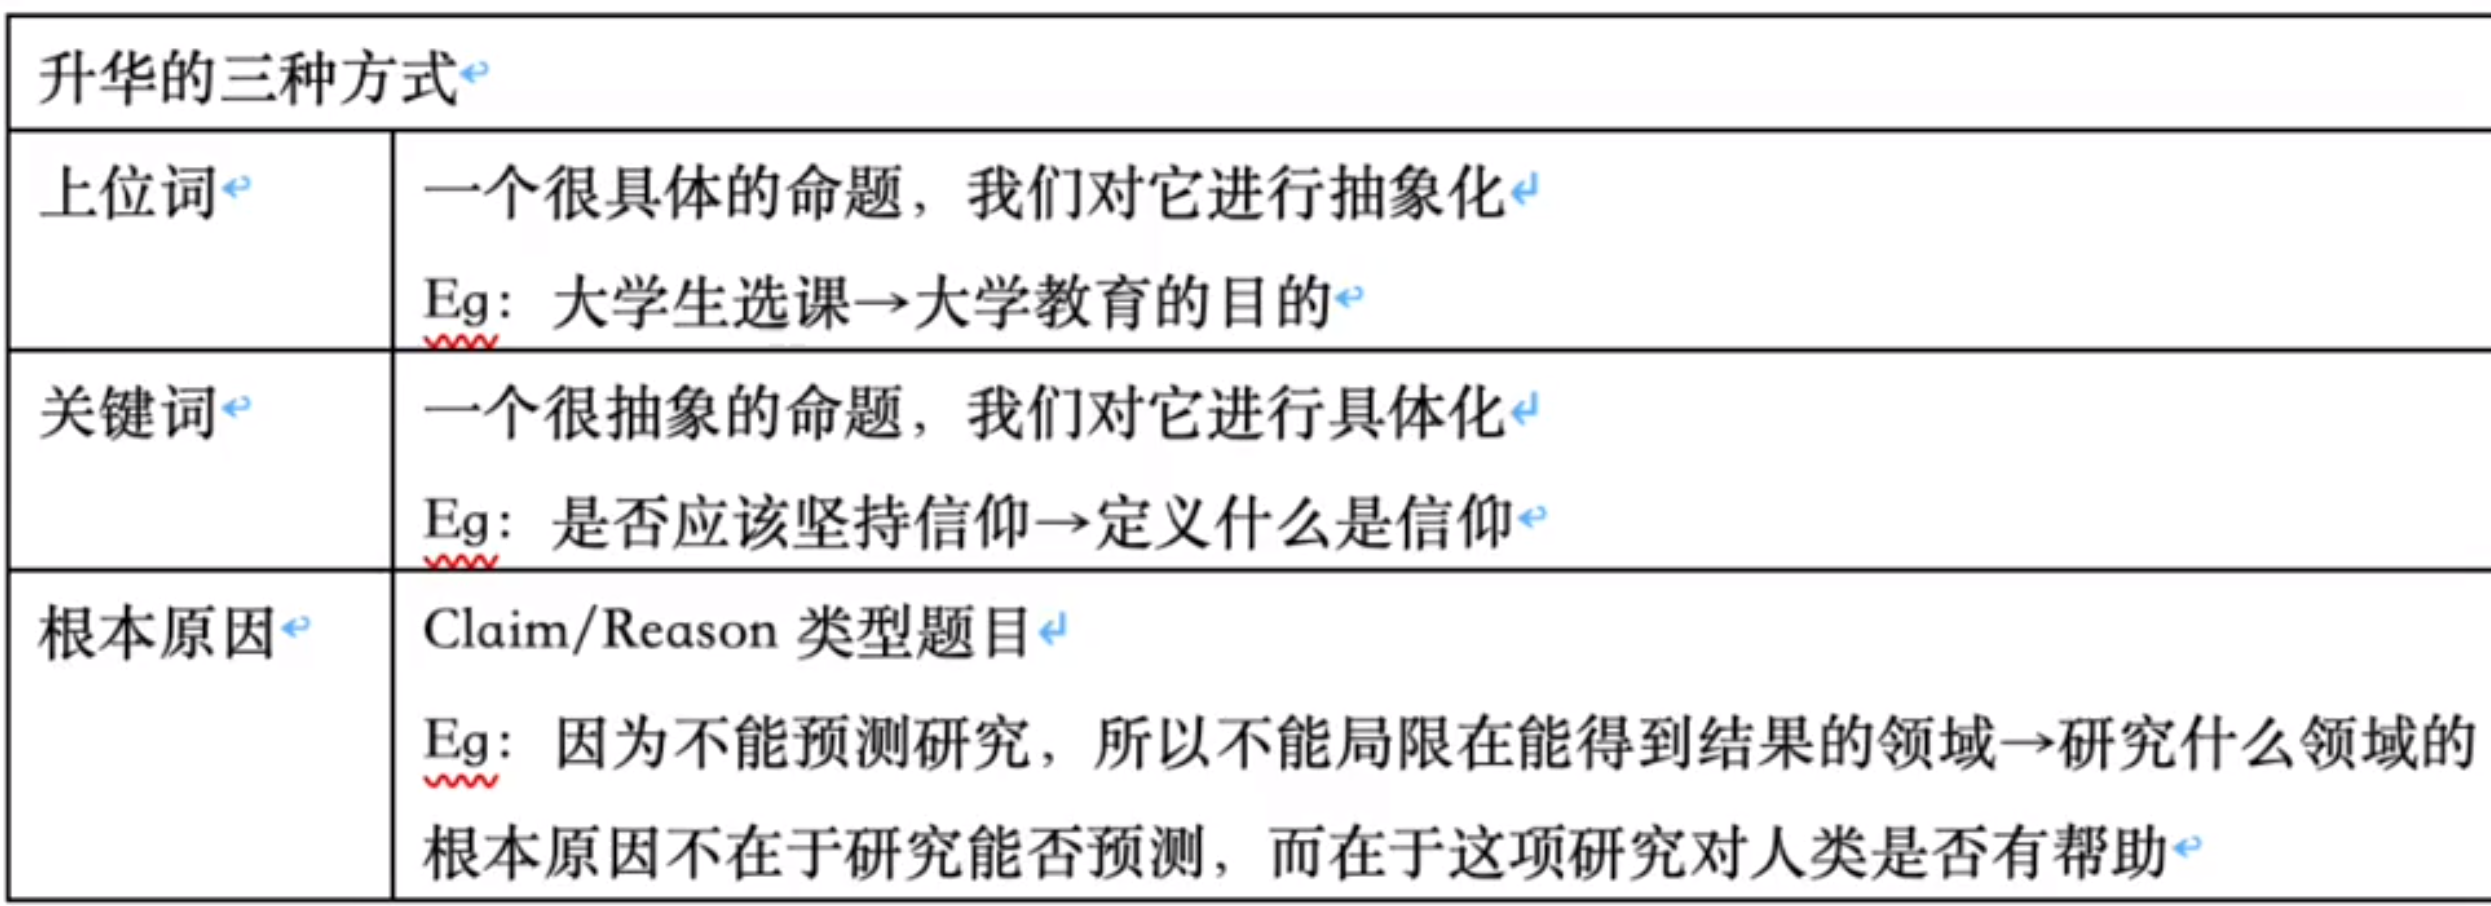 升华的三种方式
上位词
一个很具体的命题，我们对它进行抽象化
Eg：大学生选课→大学教育的目的
关键词
一个很抽象的命题，我们对它进行具体化
Eg：是否应该坚持信仰→定义什么是信仰
根本原因
Claim/Reason 类型题目
Eg：因为不能预测研究，所以不能局限在能得到结果的领域→研究什么领域的
根本原因不在于研究能否预测，而在于这项研究对人类是否有帮助